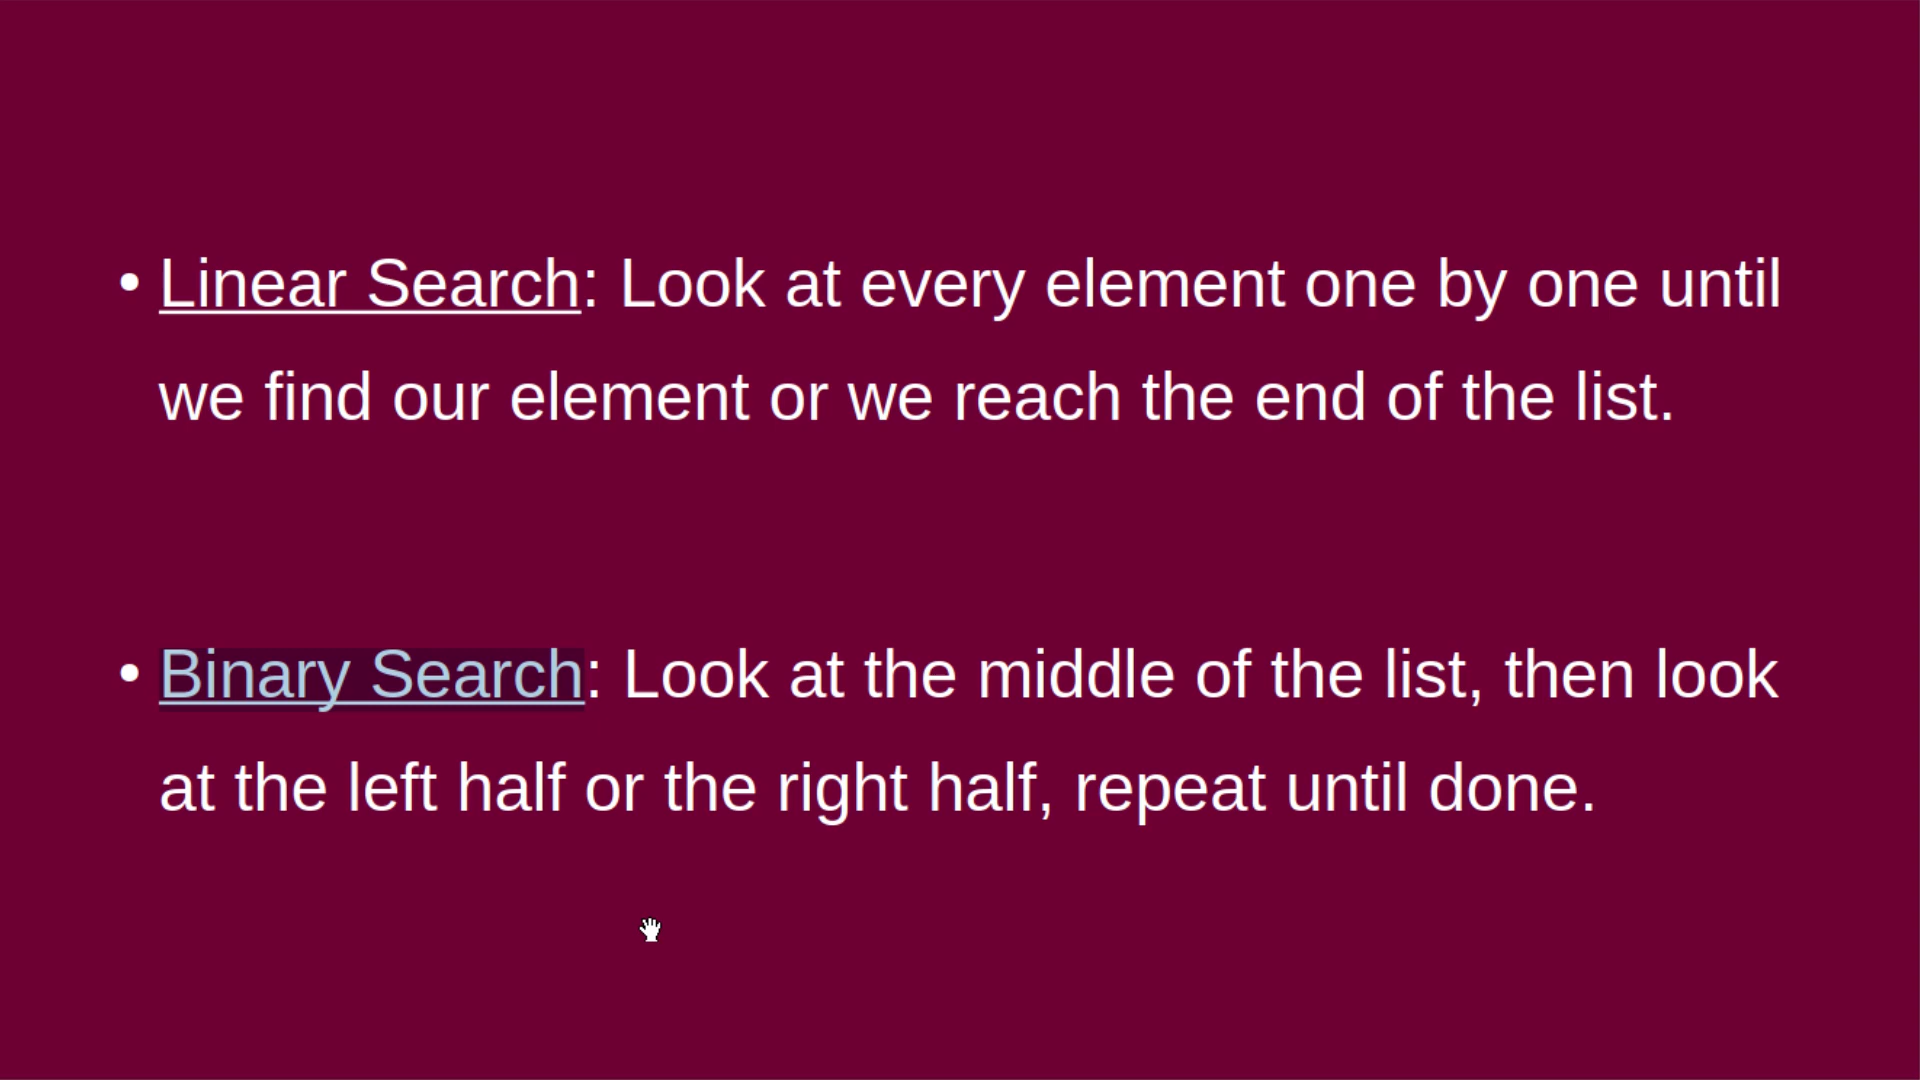 • Linear Search: Look at every element one by one until
we find our element or we reach the end of the list.
• Binary Search: Look at the middle of the list, then look
at the left half or the right half, repeat until done.